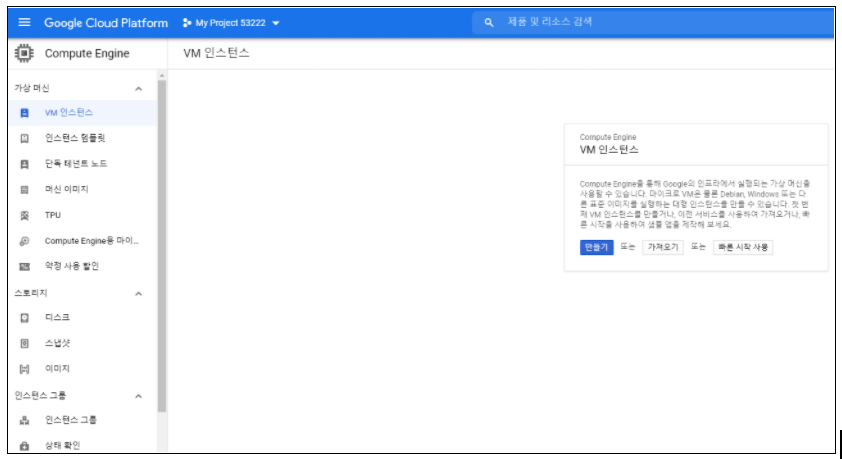 Google Cloud Platform
My Project 53222
제품 및 리소스 검색
Compute Engine
VM 인스턴스
가상 머신
VM 인스턴스
인스턴스 템플릿
단독 테넌트 노드
머신 이미지
TPU
Compute Engine용 마이...
약정 사용 할인
스토리지
디스크
스냅샷
이미지
인스턴스 그룹
인스턴스 그룹
상태 확인
Compute Engine
VM 인스턴스
Compute Engine을 통해 Google의 인프라에서 실행되는 가상 머신을
사용할 수 있습니다. 마이크로 VM은 물론 Debian, Windows 또는 다
른 표준 이미지를 실행하는 대형 인스턴스를 만들 수 있습니다. 첫 번
째 VM 인스턴스를 만들거나, 이전 서비스를 사용하여 가져오거나, 빠
른 시작을 사용하여 샘플 앱을 제작해 보세요.
만들기 또는 가져오기 또는 빠른 시작 사용